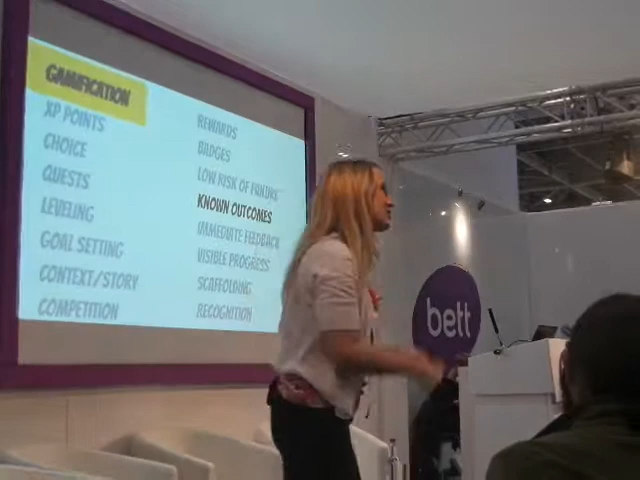 GAMIFICATION
XP POINTS
CHOICE
QUESTS
LEVELING
GOAL SETTING
CONTEXT/STORY
COMPETITION
REWARDS
BADGES
LOW RISK OF FAILURE
KNOWN OUTCOMES
IMMEDIATE FEEDBACK
VISIBLE PROGRESS
SCAFFOLDING
RECOGNITION
bett